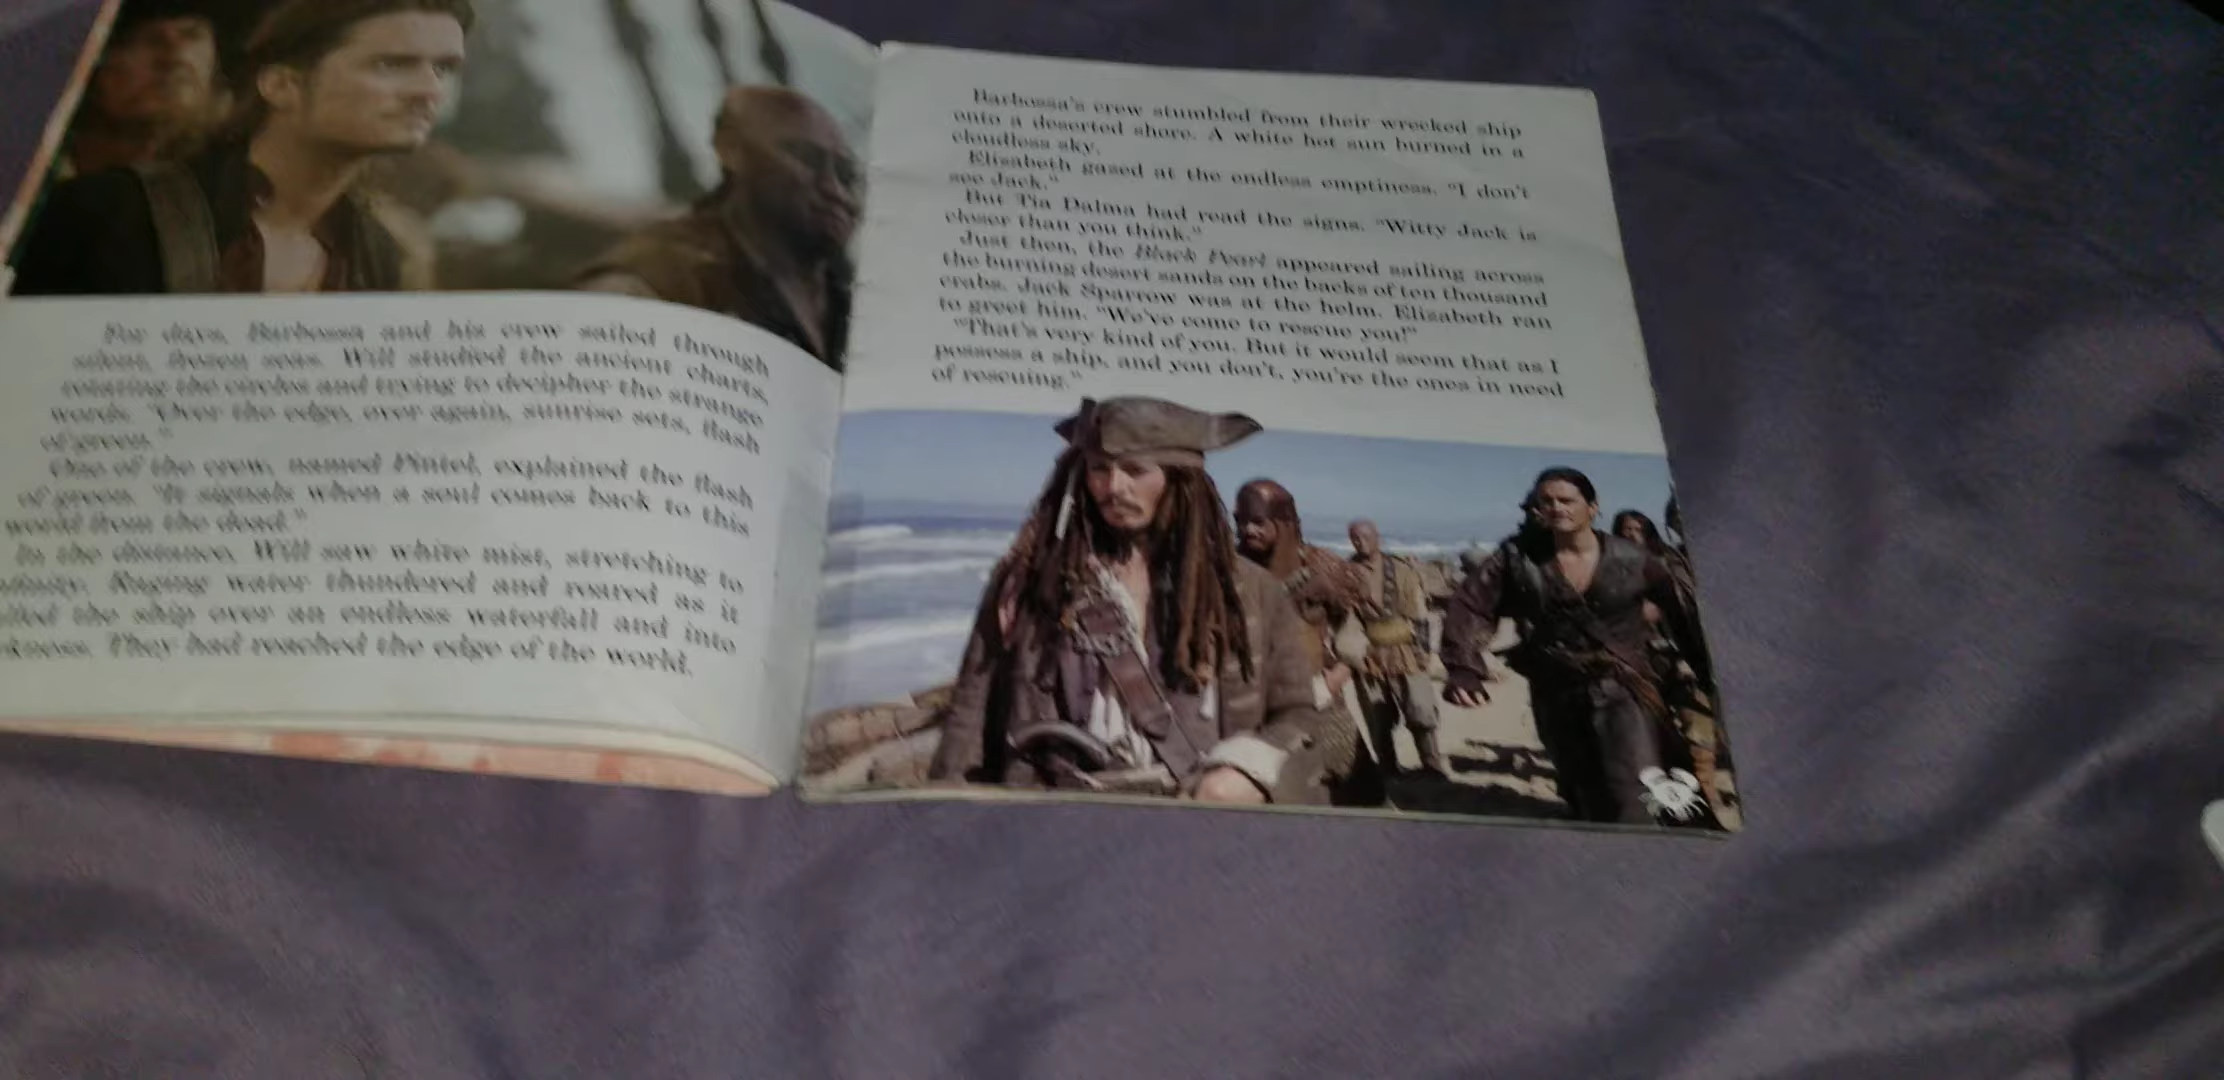 For days, Barbossa and his crew sailed through
silent, frozen seas. Will studied the ancient charts,
rotating the circles and trying to decipher the strange
words. "Over the edge, over again, sunrise sets, flash
of green."
One of the crew, named Pintel, explained the flash
of green. "It signals when a soul comes back to this
world from the dead."
In the distance, Will saw white mist, stretching to
Raging water thundered and roared as it
the ship over an endless waterfall and into
They had reached the edge of the world.
Barbossa's crew stumbled from their wrecked ship
onto a deserted shore. A white hot sun burned in a
cloudless sky.
Elizabeth gazed at the endless emptiness. "I don't
see Jack."
But Tia Dalma had read the signs. "Witty Jack is
closer than you think."
Just then, the Black Pearl appeared sailing across
the burning desert sands on the backs of ten thousand
crabs. Jack Sparrow was at the helm. Elizabeth ran
to greet him. "We've come to rescue you!"
"That's very kind of you. But it would seem that as I
possess a ship, and you don't, you're the ones in need
of rescuing."
3